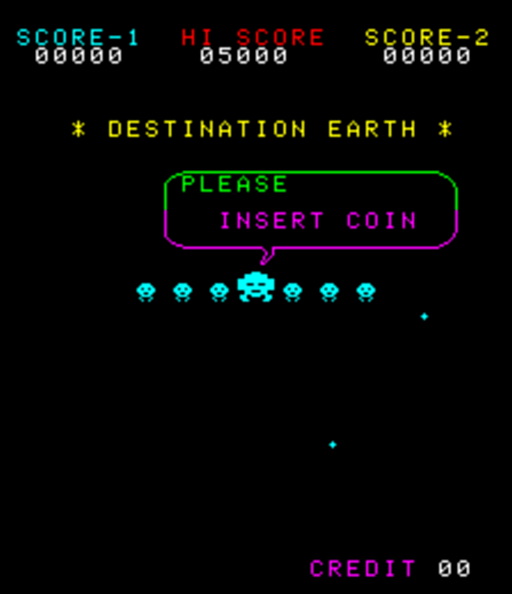 SCORE-1 HI SCORE SCORE-2
00000 05000 00000
* DESTINATION EARTH *
PLEASE
INSERT COIN
CREDIT 00